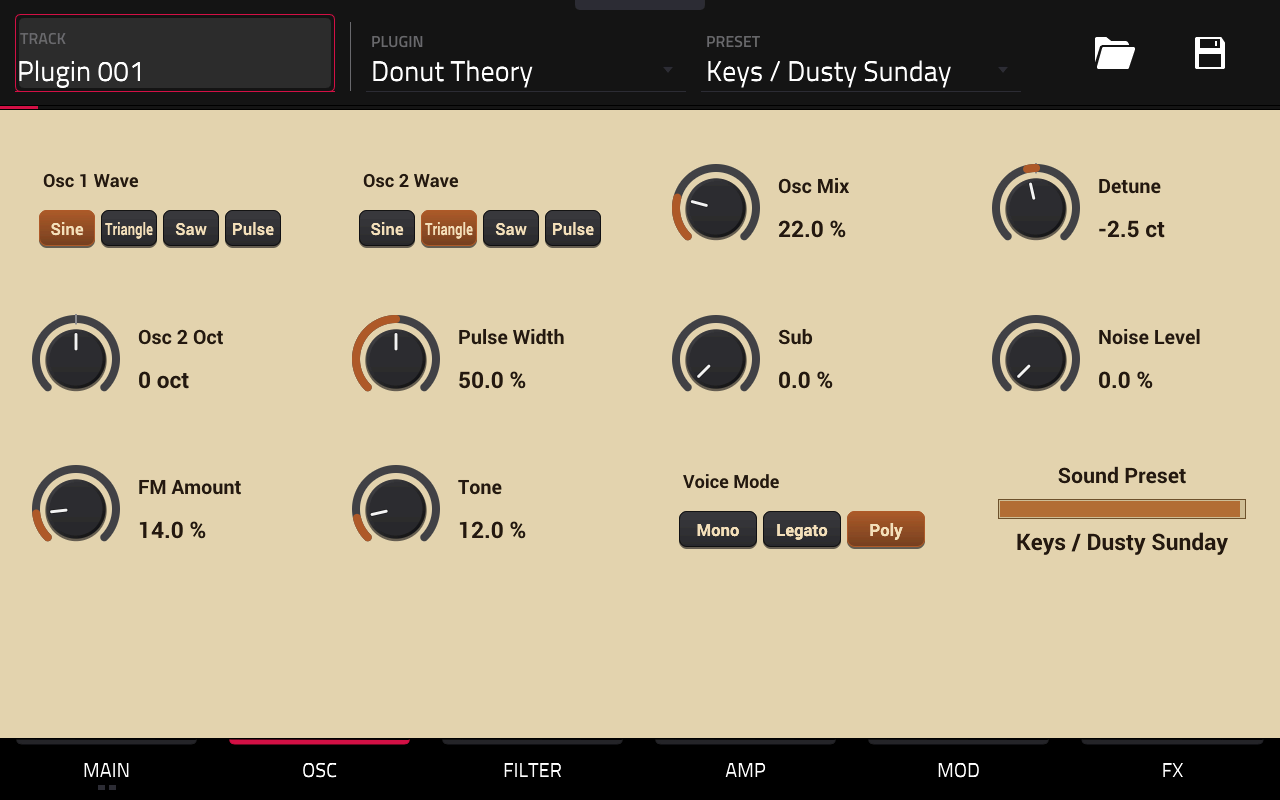 TRACK
Plugin 001
PLUGIN
Donut Theory
PRESET
Keys / Dusty Sunday
Osc 1 Wave
Sine Triangle Saw Pulse
Osc 2 Wave
Sine Triangle Saw Pulse
Osc Mix
22.0 %
Detune
-2.5 ct
Osc 2 Oct
0 oct
Pulse Width
50.0 %
Sub
0.0 %
Noise Level
0.0 %
FM Amount
14.0 %
Tone
12.0 %
Voice Mode
Mono Legato Poly
Sound Preset
Keys / Dusty Sunday
MAIN OSC FILTER AMP MOD FX